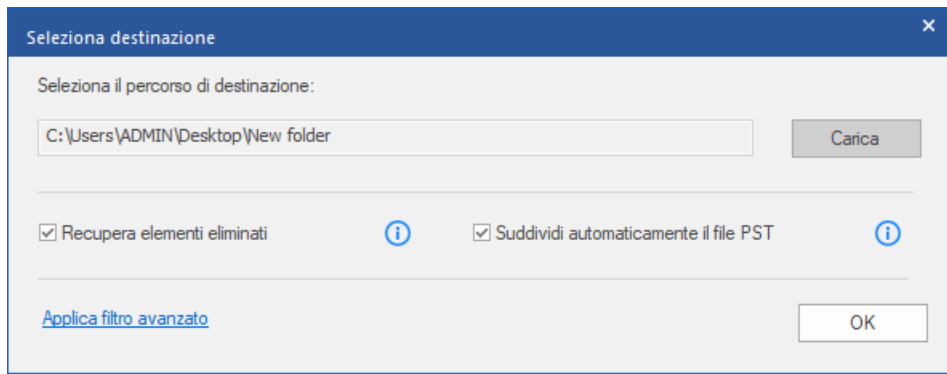 Seleziona destinazione
Seleziona il percorso di destinazione:
C:\Users\ADMIN\Desktop\New folder
Carica
Recupera elementi eliminati
Suddividi automaticamente il file PST
Applica filtro avanzato
OK